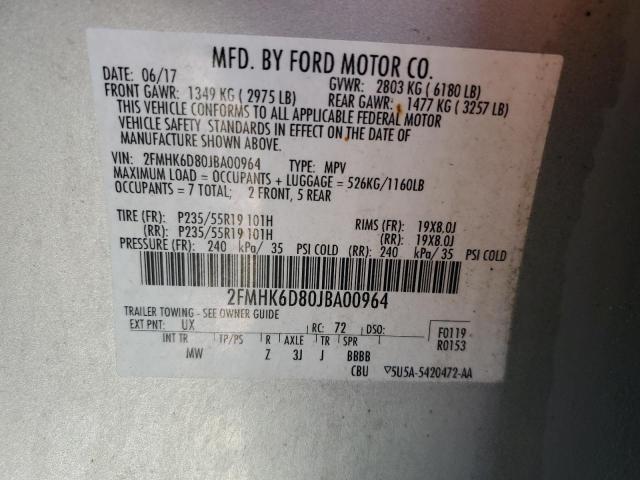 MFD. BY FORD MOTOR CO.
DATE: 06/17 GVWR: 2803 KG ( 6180 LB)
FRONT GAWR: 1349 KG ( 2975 LB) REAR GAWR: 1477 KG ( 3257 LB)
THIS VEHICLE CONFORMS TO ALL APPLICABLE FEDERAL MOTOR
VEHICLE SAFETY STANDARDS IN EFFECT ON THE DATE OF
MANUFACTURE SHOWN ABOVE.
VIN: 2FMHK6D80JBA00964 TYPE: MPV
MAXIMUM LOAD = OCCUPANTS + LUGGAGE = 526KG/1160LB
OCCUPANTS = 7 TOTAL; 2 FRONT, 5 REAR
TIRE (FR): P235/55R19 101H RIMS (FR): 19X8.0J
(RR): P235/55R19 101H (RR): 19X8.0J
PRESSURE (FR): 240 kPa/ 35 PSI COLD (RR): 240 kPa/ 35 PSI COLD
2FMHK6D80JBA00964
TRAILER TOWING - SEE OWNER GUIDE
EXT PNT: UX RC: 72 DSO: F0119
INT TR TP/PS R AXLE TR SPR R0153
MW Z 3J J BBBB
CBU ▽5U5A-5420472-AA